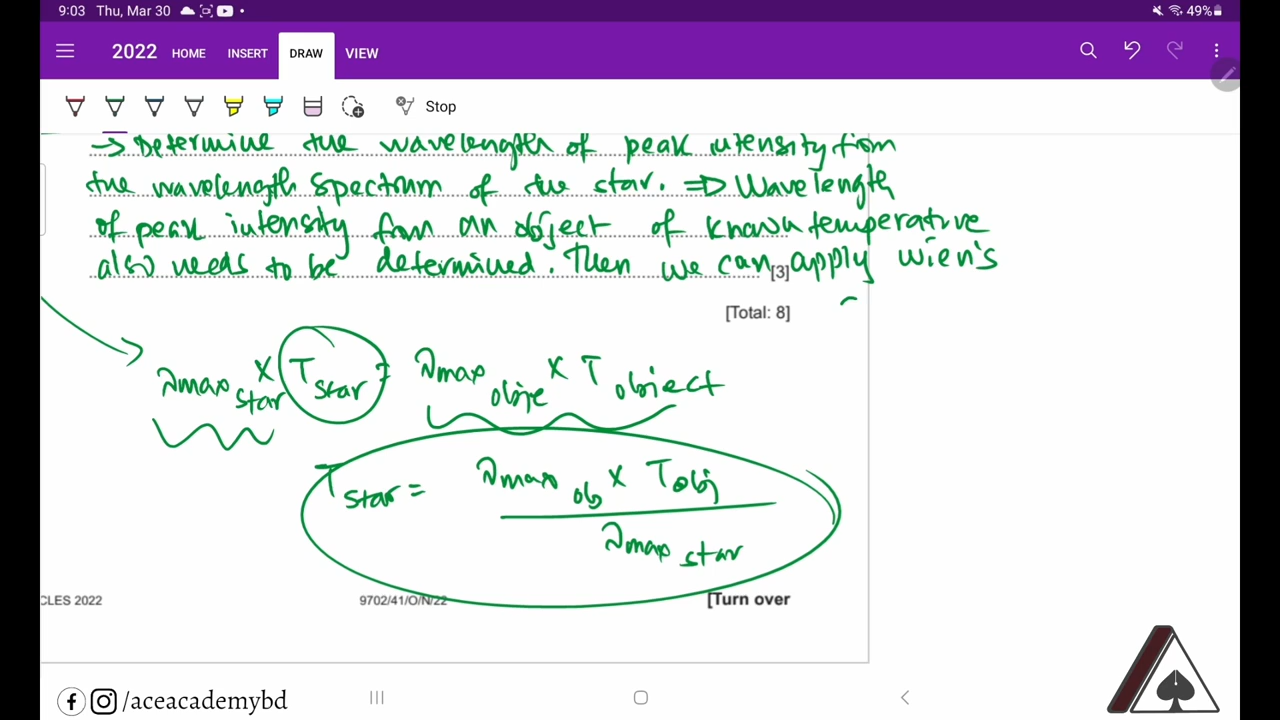 9:03 Thu, Mar 30 49%
2022 HOME INSERT DRAW VIEW
Stop
→ Determine the wavelength of peak intensity from
the wavelength spectrum of the star. ⇒ Wavelength
of peak intensity from an object of known temperature
also needs to be determined. Then we can apply wien's
[3]
[Total: 8]
λmax star × T star = λmax obje × T object
T star = λmax ob × T obj
λmax star
CLES 2022 9702/41/O/N/22 [Turn over
/aceacademybd